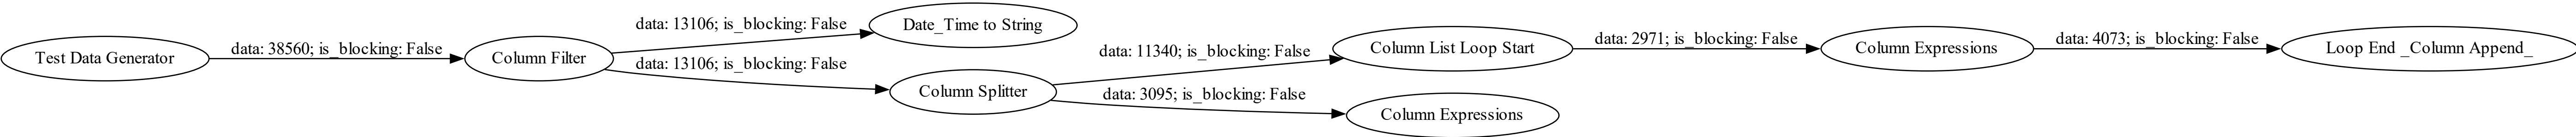 Test Data Generator
data: 38560; is_blocking: False
Column Filter
data: 13106; is_blocking: False
Date_Time to String
data: 13106; is_blocking: False
Column Splitter
data: 11340; is_blocking: False
Column List Loop Start
data: 2971; is_blocking: False
Column Expressions
data: 4073; is_blocking: False
Loop End _Column Append_
data: 3095; is_blocking: False
Column Expressions